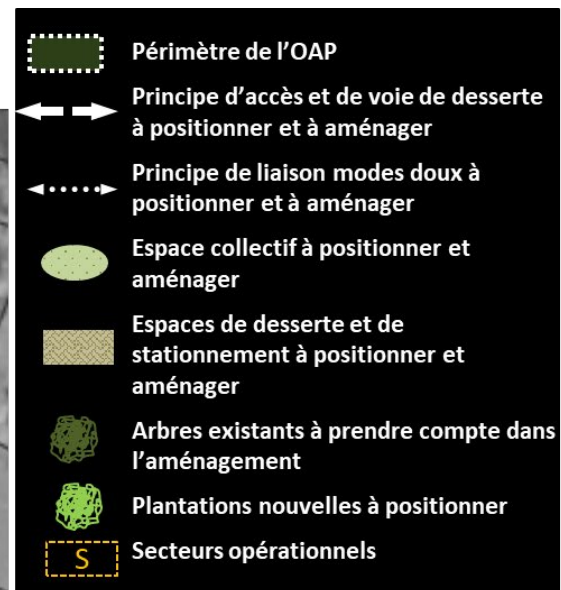 Périmètre de l'OAP
Principe d'accès et de voie de desserte
à positionner et à aménager
Principe de liaison modes doux à
positionner et à aménager
Espace collectif à positionner et
aménager
Espaces de desserte et de
stationnement à positionner et
aménager
Arbres existants à prendre compte dans
l'aménagement
Plantations nouvelles à positionner
S Secteurs opérationnels